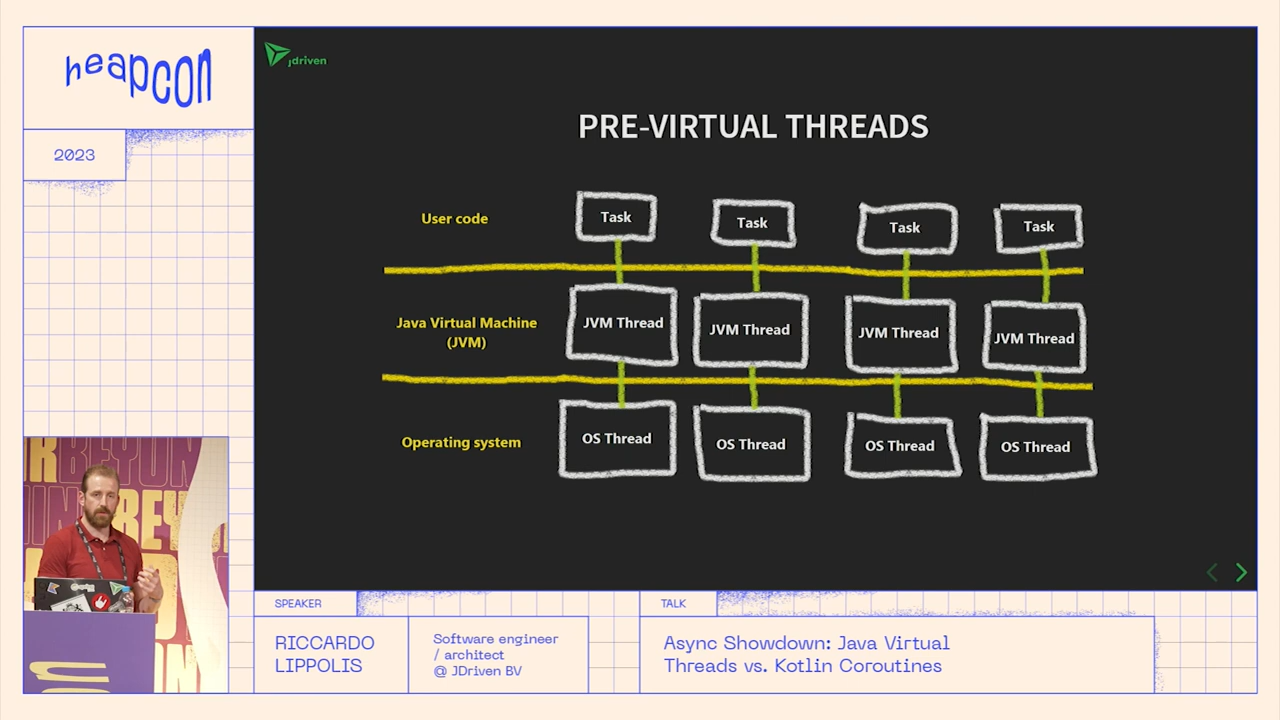 heapcon
2023
jdriven
PRE-VIRTUAL THREADS
User code
Task
Task
Task
Task
Java Virtual Machine
(JVM)
JVM Thread
JVM Thread
JVM Thread
JVM Thread
Operating system
OS Thread
OS Thread
OS Thread
OS Thread
SPEAKER
RICCARDO
LIPPOLIS
Software engineer
/ architect
@ JDriven BV
TALK
Async Showdown: Java Virtual
Threads vs. Kotlin Coroutines